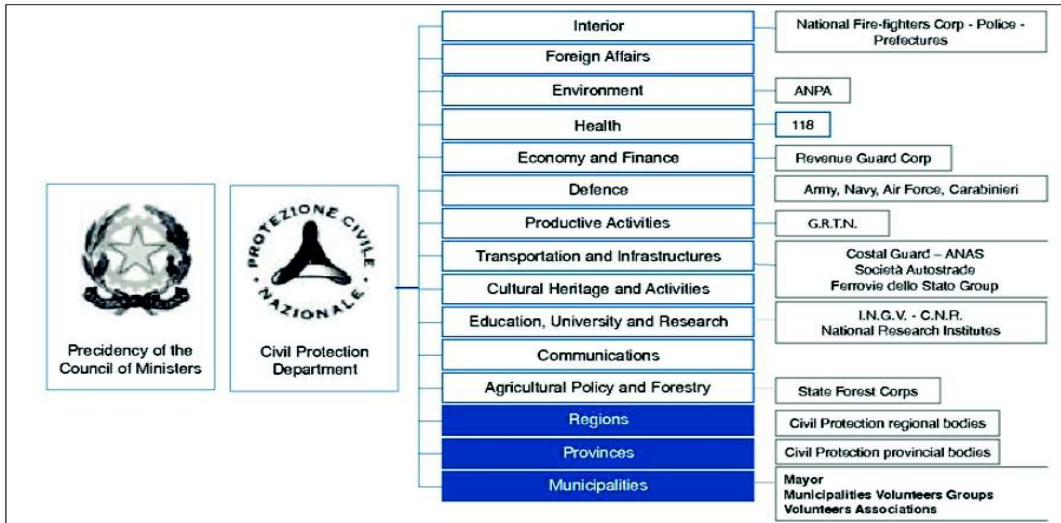 Precidency of the
Council of Ministers
PROTEZIONE CIVILE
NAZIONALE
Civil Protection
Department
Interior
National Fire-fighters Corp - Police -
Prefectures
Foreign Affairs
Environment
ANPA
Health
118
Economy and Finance
Revenue Guard Corp
Defence
Army, Navy, Air Force, Carabinieri
Productive Activities
G.R.T.N.
Transportation and Infrastructures
Costal Guard – ANAS
Società Autostrade
Ferrovie dello Stato Group
Cultural Heritage and Activities
Education, University and Research
I.N.G.V. - C.N.R.
National Research Institutes
Communications
Agricultural Policy and Forestry
State Forest Corps
Regions
Civil Protection regional bodies
Provinces
Civil Protection provincial bodies
Municipalities
Mayor
Municipalities Volunteers Groups
Volunteers Associations